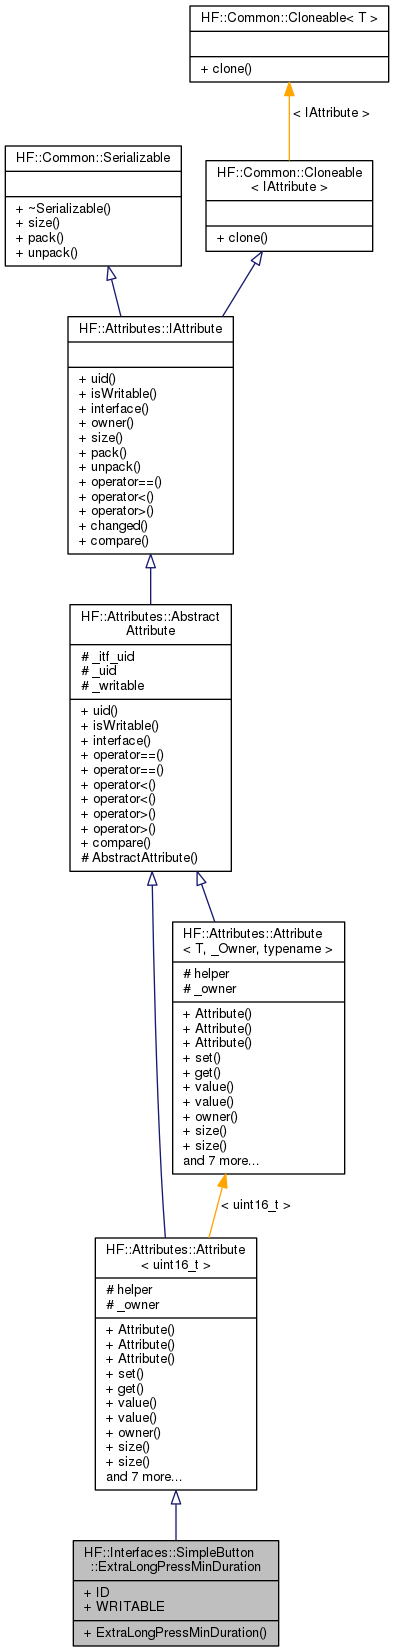 HF::Common::Cloneable< T >
+ clone()
< IAttribute >
HF::Common::Serializable
+ ~Serializable()
+ size()
+ pack()
+ unpack()
HF::Common::Cloneable
< IAttribute >
+ clone()
HF::Attributes::IAttribute
+ uid()
+ isWritable()
+ interface()
+ owner()
+ size()
+ pack()
+ unpack()
+ operator==()
+ operator<()
+ operator>()
+ changed()
+ compare()
HF::Attributes::Abstract
Attribute
# _itf_uid
# _uid
# _writable
+ uid()
+ isWritable()
+ interface()
+ operator==()
+ operator==()
+ operator<()
+ operator<()
+ operator>()
+ operator>()
+ compare()
# AbstractAttribute()
HF::Attributes::Attribute
< T, _Owner, typename >
# helper
# _owner
+ Attribute()
+ Attribute()
+ Attribute()
+ set()
+ get()
+ value()
+ value()
+ owner()
+ size()
+ size()
and 7 more...
< uint16_t >
HF::Attributes::Attribute
< uint16_t >
# helper
# _owner
+ Attribute()
+ Attribute()
+ Attribute()
+ set()
+ get()
+ value()
+ value()
+ owner()
+ size()
+ size()
and 7 more...
HF::Interfaces::SimpleButton
::ExtraLongPressMinDuration
+ ID
+ WRITABLE
+ ExtraLongPressMinDuration()